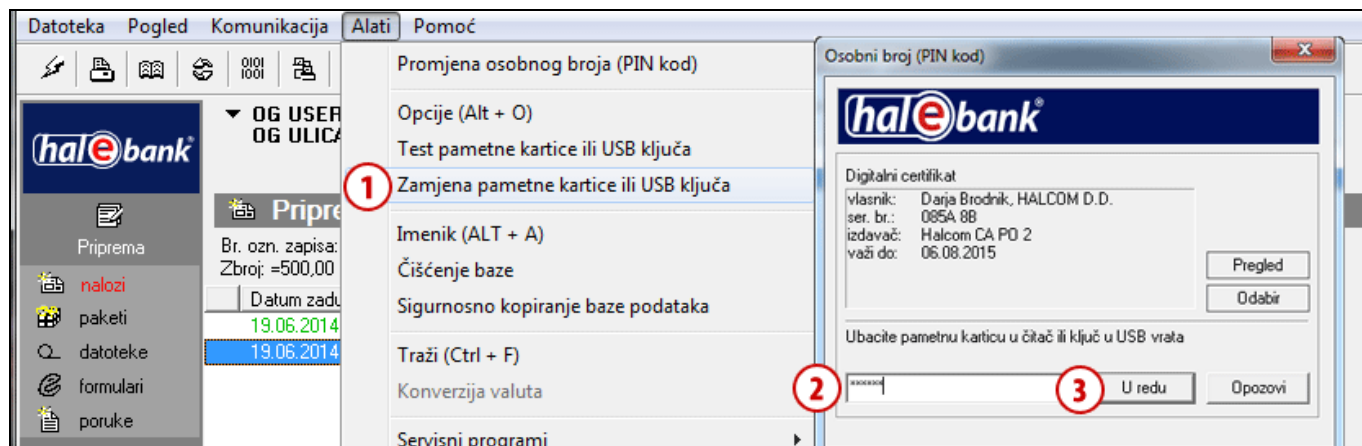 Datoteka Pogled Komunikacija Alati Pomoć
hal e bank
OG USER
OG ULICA
Priprema
nalozi
paketi
datoteke
formulari
poruke
Br. ozn. zapisa:
Zbroj: =500,00
Datum zadu
19.06.2014
19.06.2014
Promjena osobnog broja (PIN kod)
Opcije (Alt + O)
Test pametne kartice ili USB ključa
1 Zamjena pametne kartice ili USB ključa
Imenik (ALT + A)
Čišćenje baze
Sigurnosno kopiranje baze podataka
Traži (Ctrl + F)
Konverzija valuta
Servisni programi
Osobni broj (PIN kod)
hal e bank
Digitalni certifikat
vlasnik: Darja Brodnik, HALCOM D.D.
ser. br.: 085A 8B
izdavač: Halcom CA PO 2
važi do: 06.08.2015
Pregled
Odabir
Ubacite pametnu karticu u čitač ili ključ u USB vrata
2 ******* 3 U redu Opozovi